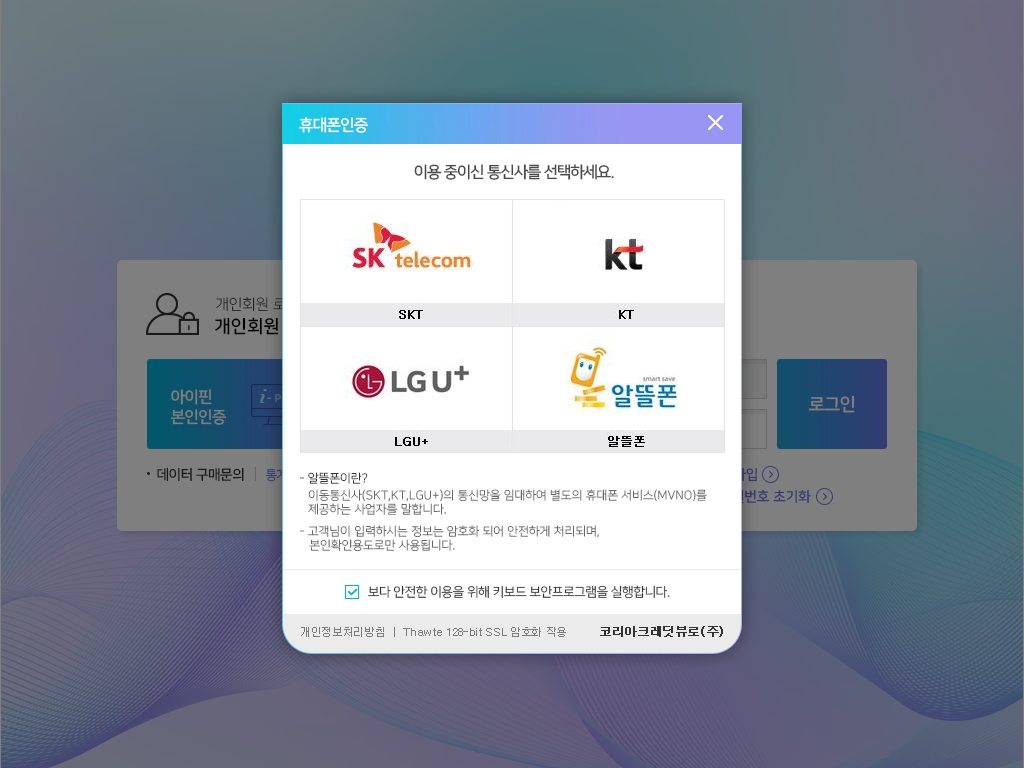 휴대폰인증
이용 중이신 통신사를 선택하세요.
SK telecom
kt
SKT
KT
LG U+
smart save
알뜰폰
LGU+
알뜰폰
- 알뜰폰이란?
이동통신사(SKT,KT,LGU+)의 통신망을 임대하여 별도의 휴대폰 서비스(MVNO)를
제공하는 사업자를 말합니다.
- 고객님이 입력하시는 정보는 암호화 되어 안전하게 처리되며,
본인확인용도로만 사용됩니다.
보다 안전한 이용을 위해 키보드 보안프로그램을 실행합니다.
개인정보처리방침 | Thawte 128-bit SSL 암호화 작용
코리아크레딧뷰로(주)
개인회원
개인회원
아이핀
본인인증
i-P
로그인
• 데이터 구매문의
가입
번호 초기화